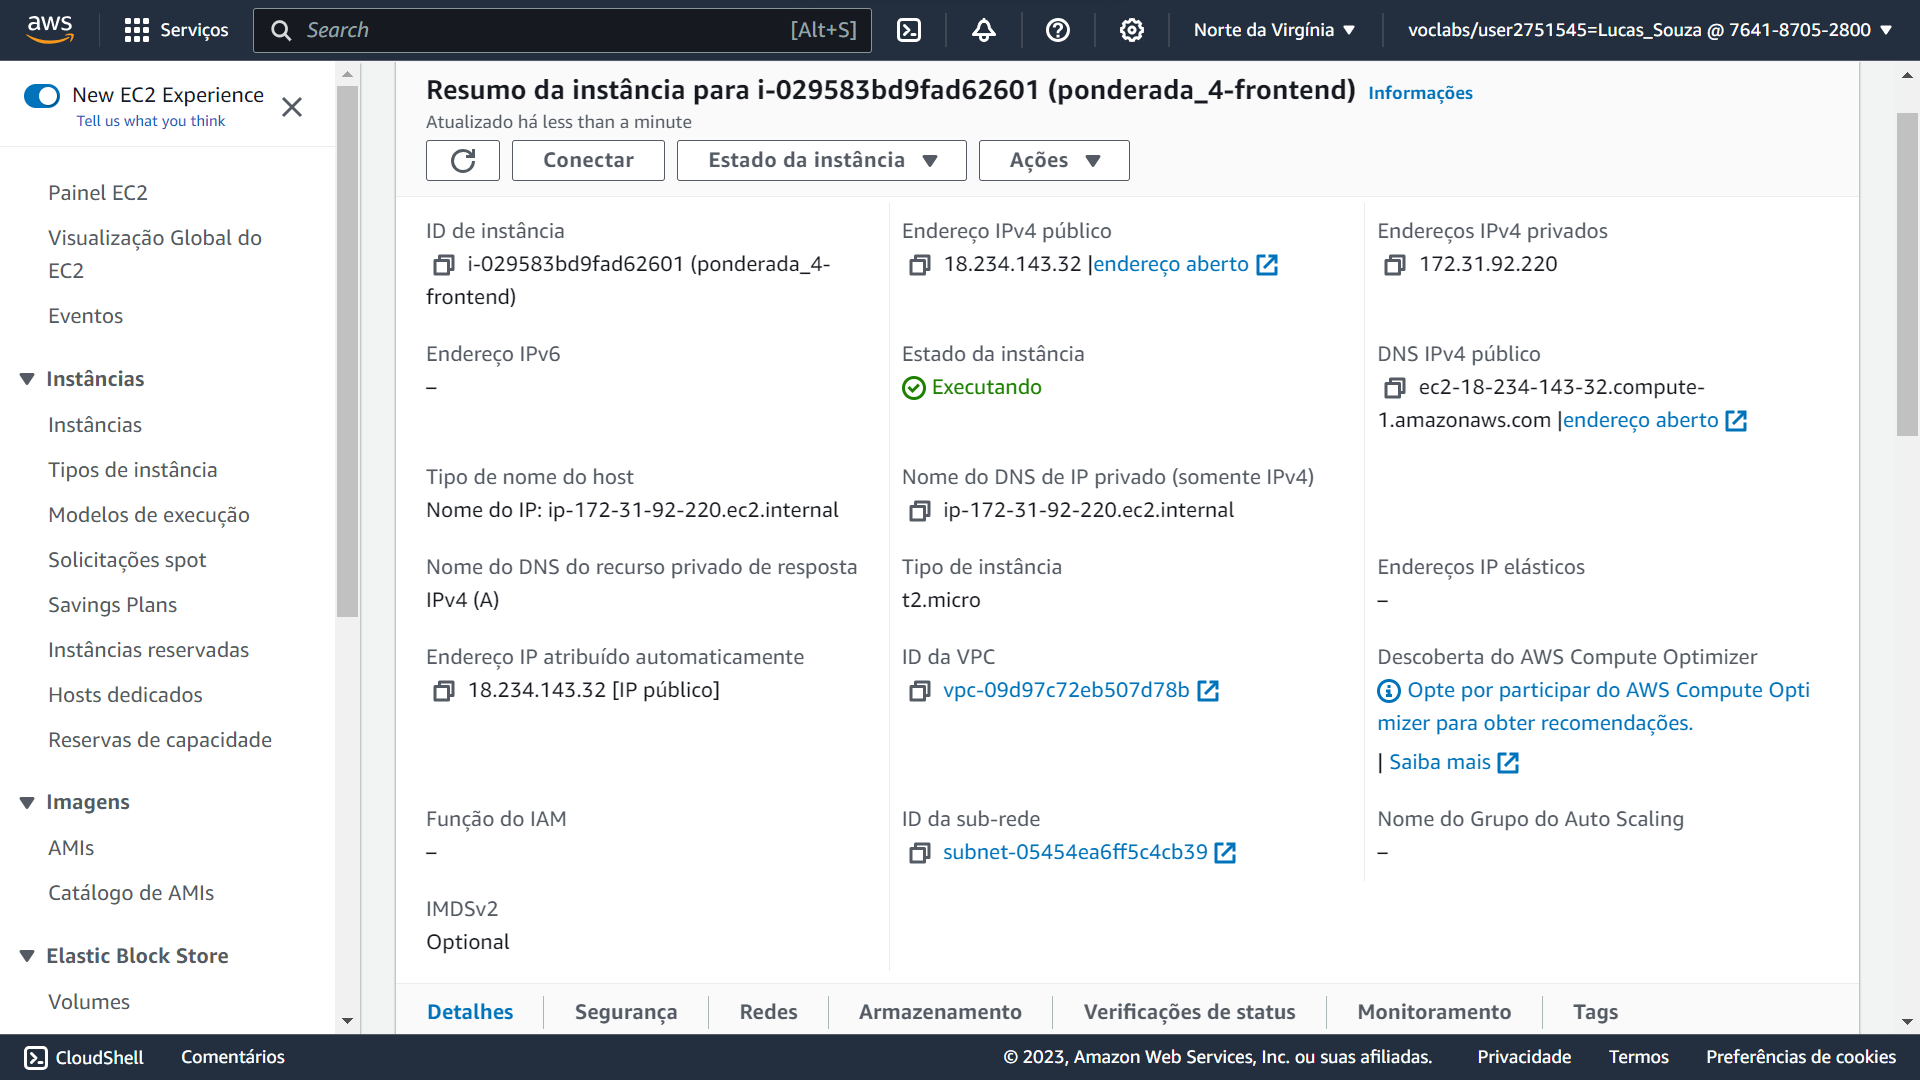 aws
Serviços
Search
[Alt+S]
Norte da Virgínia
voclabs/user2751545=Lucas_Souza @ 7641-8705-2800
New EC2 Experience
Tell us what you think
Painel EC2
Visualização Global do
EC2
Eventos
Instâncias
Instâncias
Tipos de instância
Modelos de execução
Solicitações spot
Savings Plans
Instâncias reservadas
Hosts dedicados
Reservas de capacidade
Imagens
AMIs
Catálogo de AMIs
Elastic Block Store
Volumes
Resumo da instância para i-029583bd9fad62601 (ponderada_4-frontend) Informações
Atualizado há less than a minute
Conectar
Estado da instância
Ações
ID de instância
i-029583bd9fad62601 (ponderada_4-
frontend)
Endereço IPv4 público
18.234.143.32 |endereço aberto
Endereços IPv4 privados
172.31.92.220
Endereço IPv6
–
Estado da instância
Executando
DNS IPv4 público
ec2-18-234-143-32.compute-
1.amazonaws.com |endereço aberto
Tipo de nome do host
Nome do IP: ip-172-31-92-220.ec2.internal
Nome do DNS de IP privado (somente IPv4)
ip-172-31-92-220.ec2.internal
Nome do DNS do recurso privado de resposta
IPv4 (A)
Tipo de instância
t2.micro
Endereços IP elásticos
–
Endereço IP atribuído automaticamente
18.234.143.32 [IP público]
ID da VPC
vpc-09d97c72eb507d78b
Descoberta do AWS Compute Optimizer
Opte por participar do AWS Compute Opti
mizer para obter recomendações.
| Saiba mais
Função do IAM
–
ID da sub-rede
subnet-05454ea6ff5c4cb39
Nome do Grupo do Auto Scaling
–
IMDSv2
Optional
Detalhes
Segurança
Redes
Armazenamento
Verificações de status
Monitoramento
Tags
CloudShell
Comentários
© 2023, Amazon Web Services, Inc. ou suas afiliadas.
Privacidade
Termos
Preferências de cookies